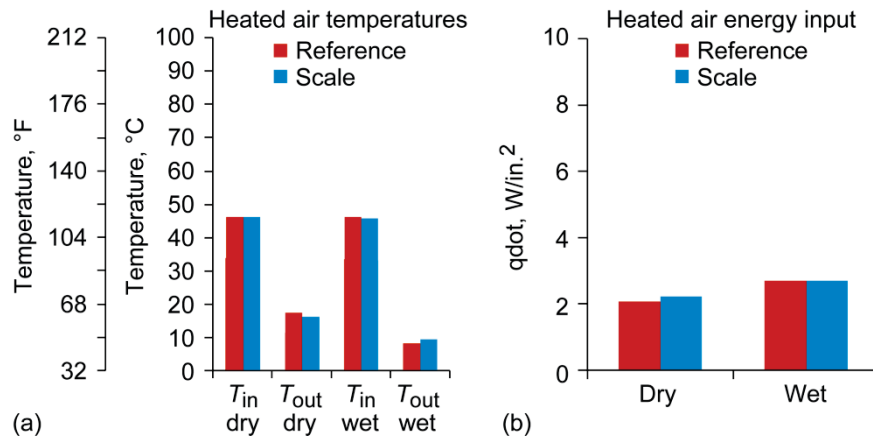 Heated air temperatures
Reference
Scale
Temperature, °F
212
176
140
104
68
32
Temperature, °C
100
90
80
70
60
50
40
30
20
10
0
Tin dry
Tout dry
Tin wet
Tout wet
(a)
Heated air energy input
Reference
Scale
qdot, W/in.²
10
8
6
4
2
0
Dry
Wet
(b)